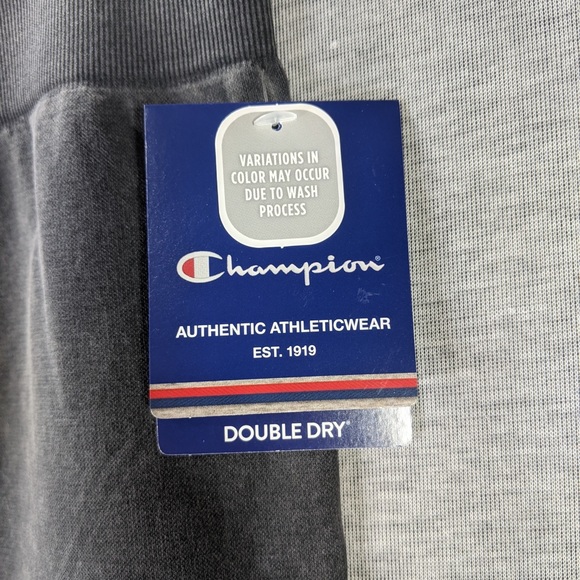 VARIATIONS IN
COLOR MAY OCCUR
DUE TO WASH
PROCESS
Champion®
AUTHENTIC ATHLETICWEAR
EST. 1919
DOUBLE DRY®